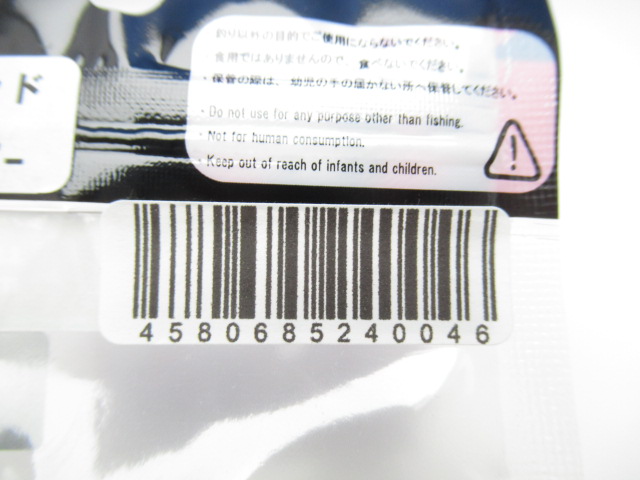 釣り以外の目的でご使用にならないでください。
食用ではありませんので、食べないでください。
・保管の際は、幼児の手の届かない所へ保管してください。
・Do not use for any purpose other than fishing.
・Not for human consumption.
・Keep out of reach of infants and children.
ド
ー
4580685240046